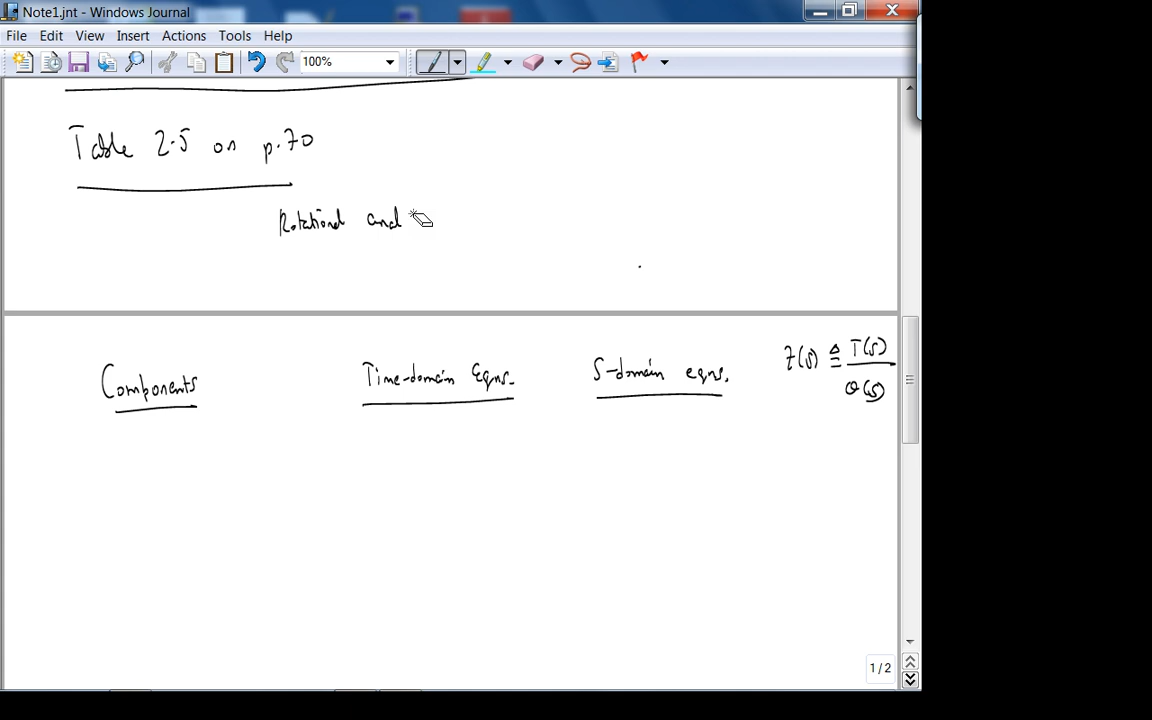 Note1.jnt - Windows Journal
File Edit View Insert Actions Tools Help
100%
Table 2.5 on p.70
Rotational and
Components
Time-domain Eqns.
S-domain eqns.
Z(s) ≜ T(s)
θ(s)
1 / 2